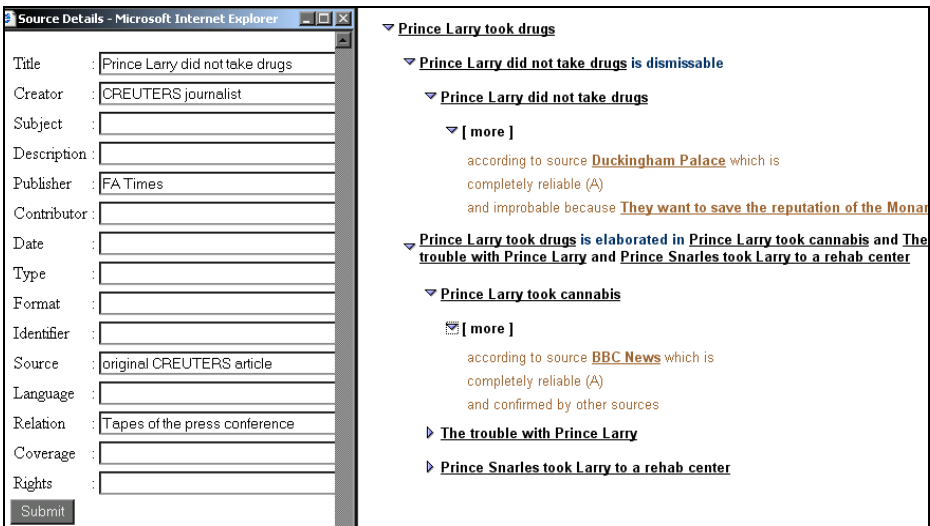 Source Details - Microsoft Internet Explorer
Title : Prince Larry did not take drugs
Creator : CREUTERS journalist
Subject :
Description :
Publisher : FA Times
Contributor :
Date :
Type :
Format :
Identifier :
Source : original CREUTERS article
Language :
Relation : Tapes of the press conference
Coverage :
Rights :
Submit
Prince Larry took drugs
Prince Larry did not take drugs is dismissable
Prince Larry did not take drugs
[ more ]
according to source Duckingham Palace which is
completely reliable (A)
and improbable because They want to save the reputation of the Monar
Prince Larry took drugs is elaborated in Prince Larry took cannabis and The
trouble with Prince Larry and Prince Snarles took Larry to a rehab center
Prince Larry took cannabis
[ more ]
according to source BBC News which is
completely reliable (A)
and confirmed by other sources
The trouble with Prince Larry
Prince Snarles took Larry to a rehab center